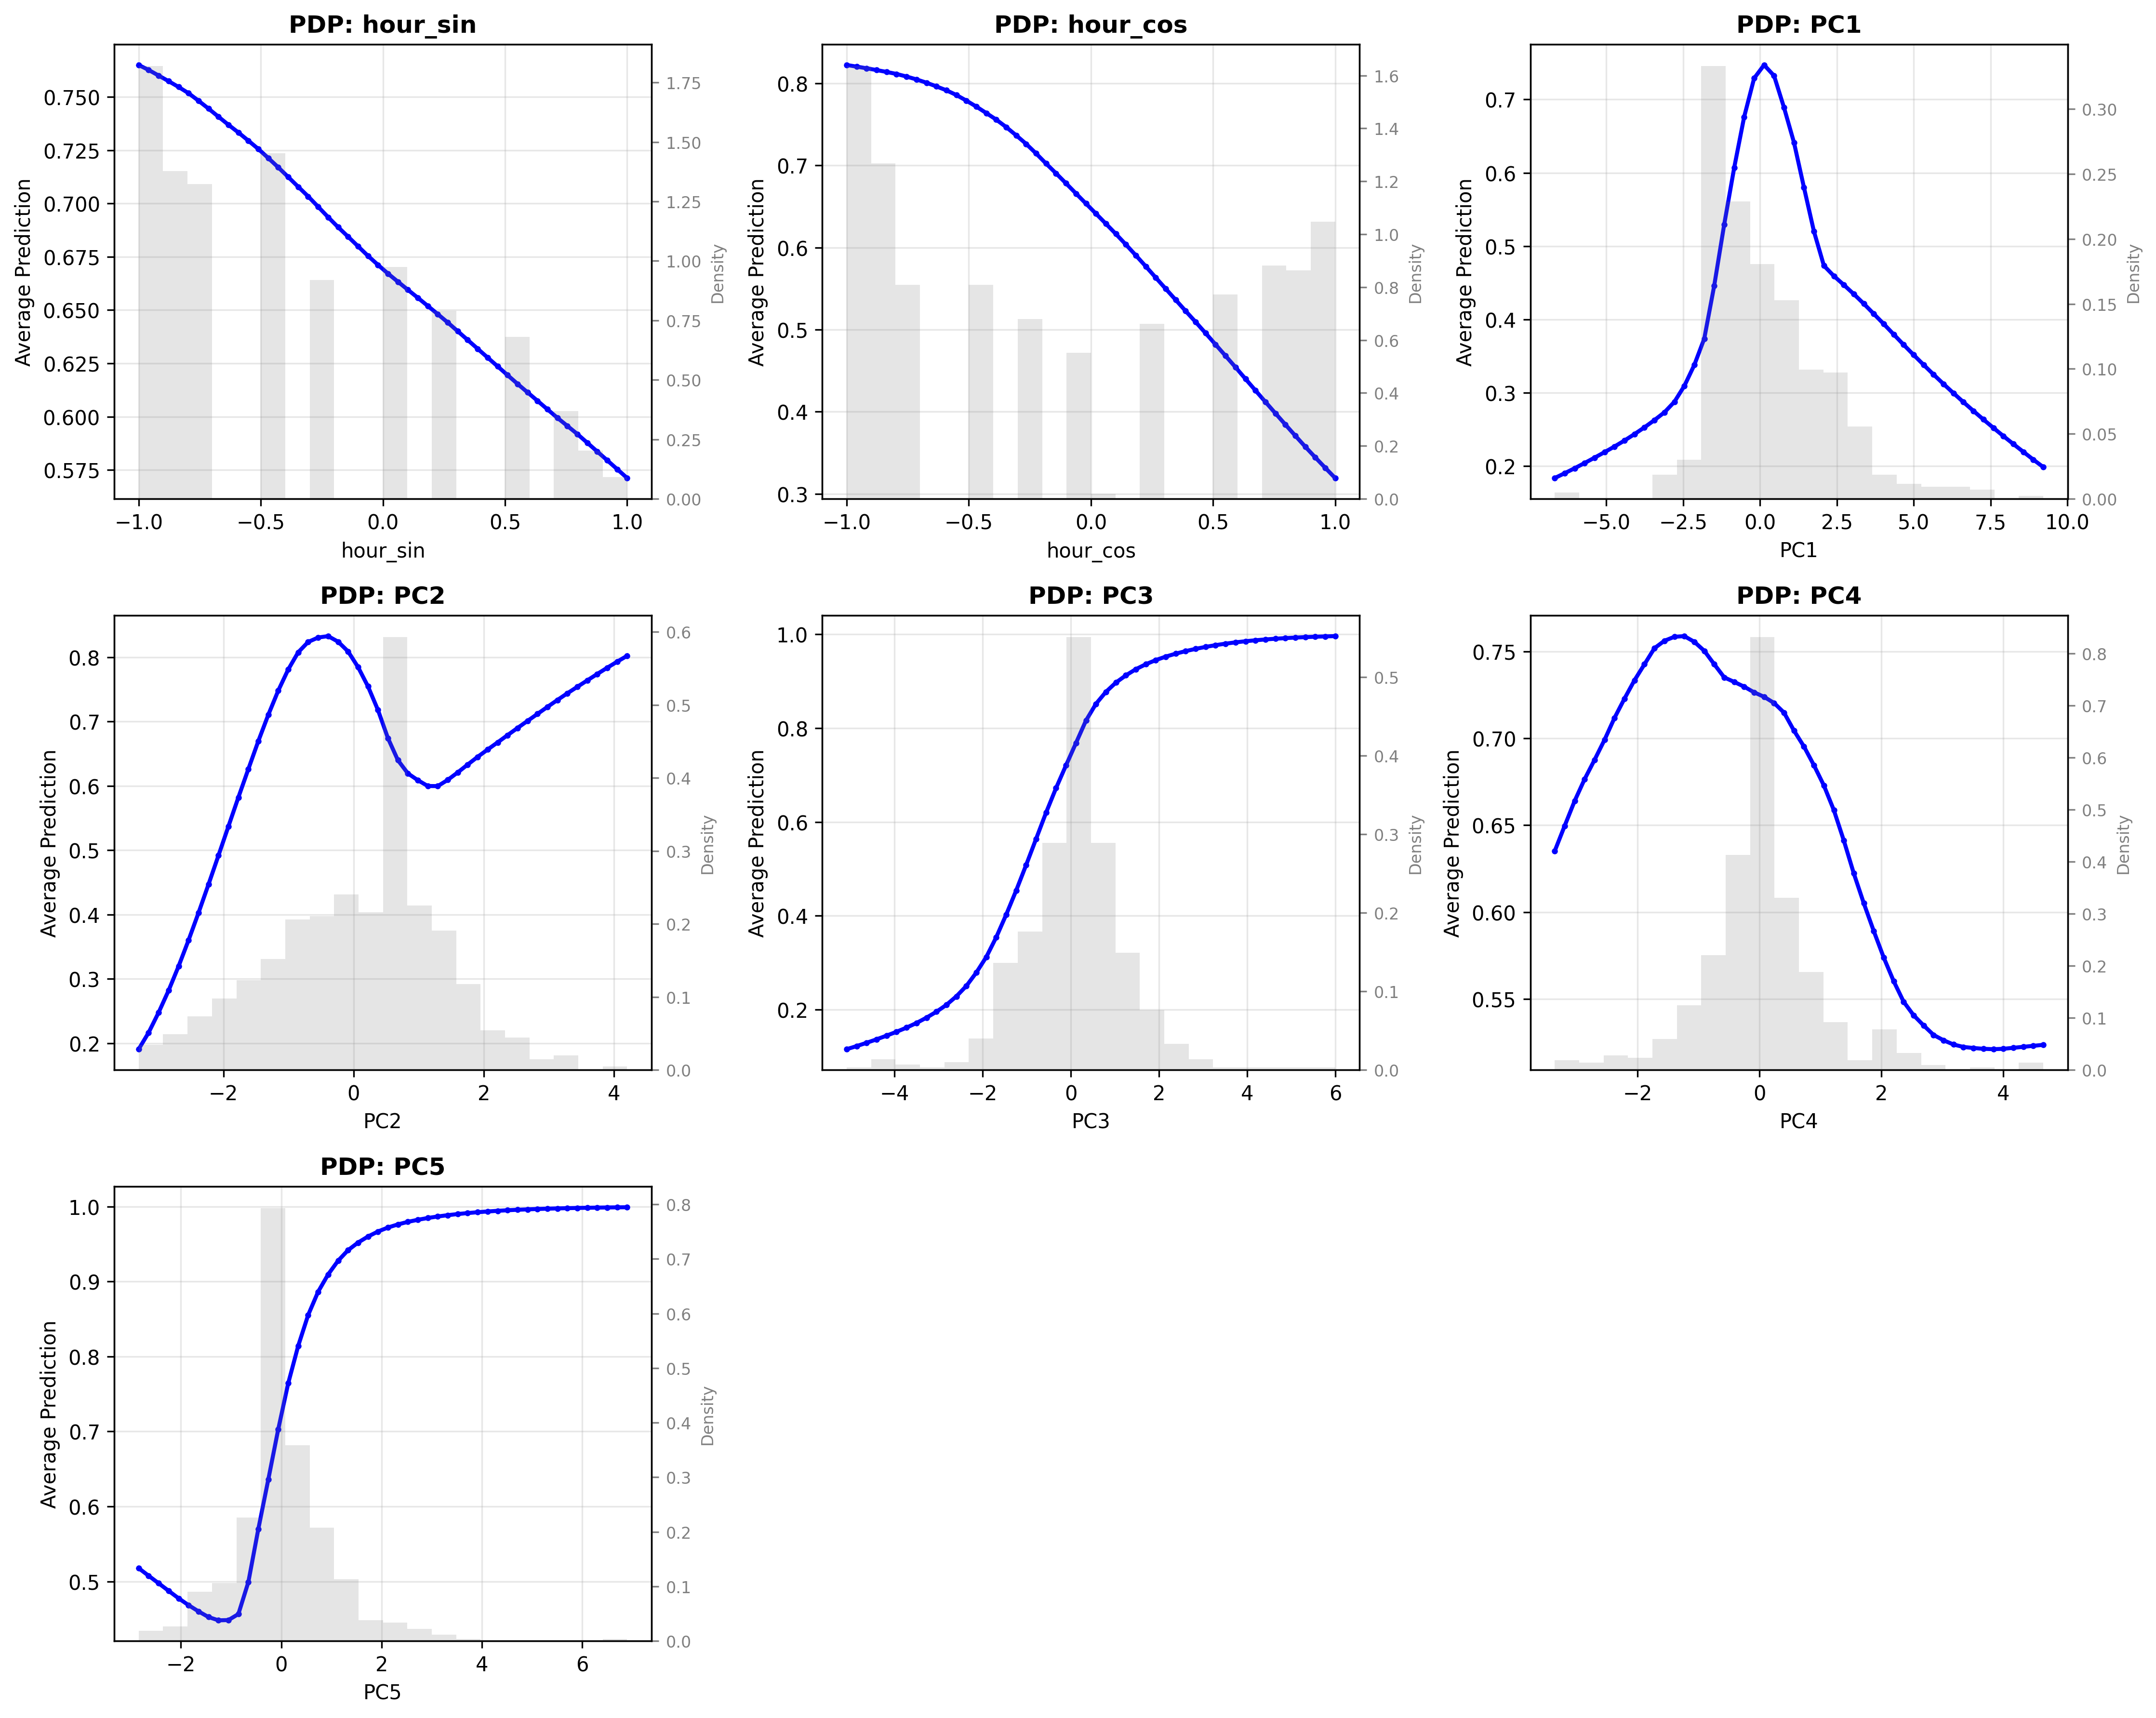 PDP: hour_sin
Average Prediction
0.750
0.725
0.700
0.675
0.650
0.625
0.600
0.575
1.75
1.50
1.25
1.00
0.75
0.50
0.25
0.00
Density
−1.0 −0.5 0.0 0.5 1.0
hour_sin
PDP: hour_cos
Average Prediction
0.8
0.7
0.6
0.5
0.4
0.3
1.6
1.4
1.2
1.0
0.8
0.6
0.4
0.2
0.0
Density
−1.0 −0.5 0.0 0.5 1.0
hour_cos
PDP: PC1
Average Prediction
0.7
0.6
0.5
0.4
0.3
0.2
0.30
0.25
0.20
0.15
0.10
0.05
0.00
Density
−5.0 −2.5 0.0 2.5 5.0 7.5 10.0
PC1
PDP: PC2
Average Prediction
0.8
0.7
0.6
0.5
0.4
0.3
0.2
0.6
0.5
0.4
0.3
0.2
0.1
0.0
Density
−2 0 2 4
PC2
PDP: PC3
Average Prediction
1.0
0.8
0.6
0.4
0.2
0.5
0.4
0.3
0.2
0.1
0.0
Density
−4 −2 0 2 4 6
PC3
PDP: PC4
Average Prediction
0.75
0.70
0.65
0.60
0.55
0.8
0.7
0.6
0.5
0.4
0.3
0.2
0.1
0.0
Density
−2 0 2 4
PC4
PDP: PC5
Average Prediction
1.0
0.9
0.8
0.7
0.6
0.5
0.8
0.7
0.6
0.5
0.4
0.3
0.2
0.1
0.0
Density
−2 0 2 4 6
PC5